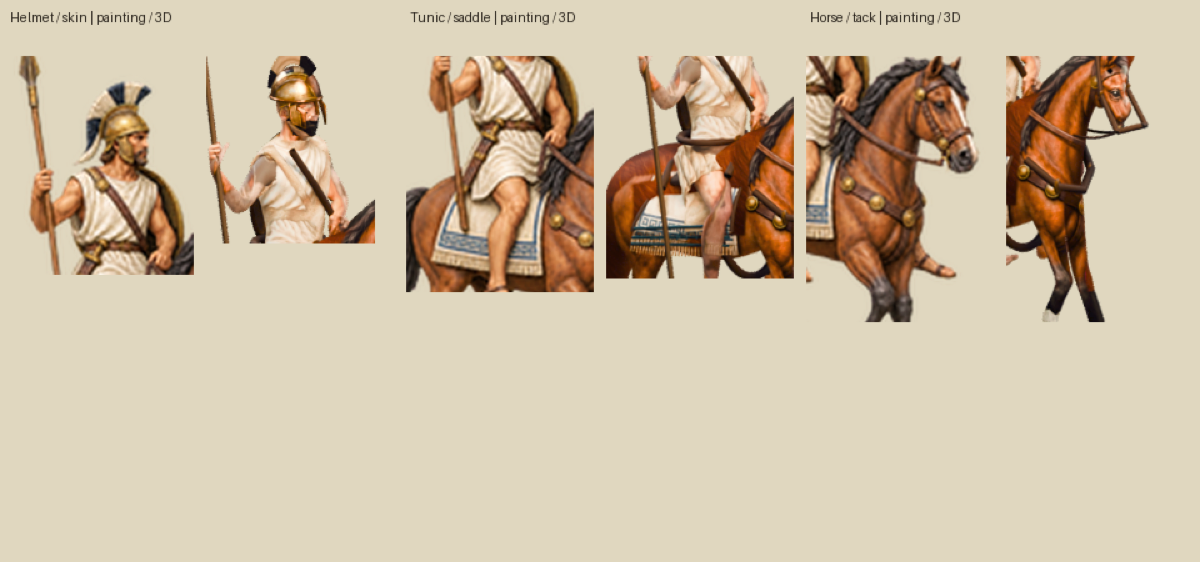 Helmet / skin | painting / 3D
Tunic / saddle | painting / 3D
Horse / tack | painting / 3D